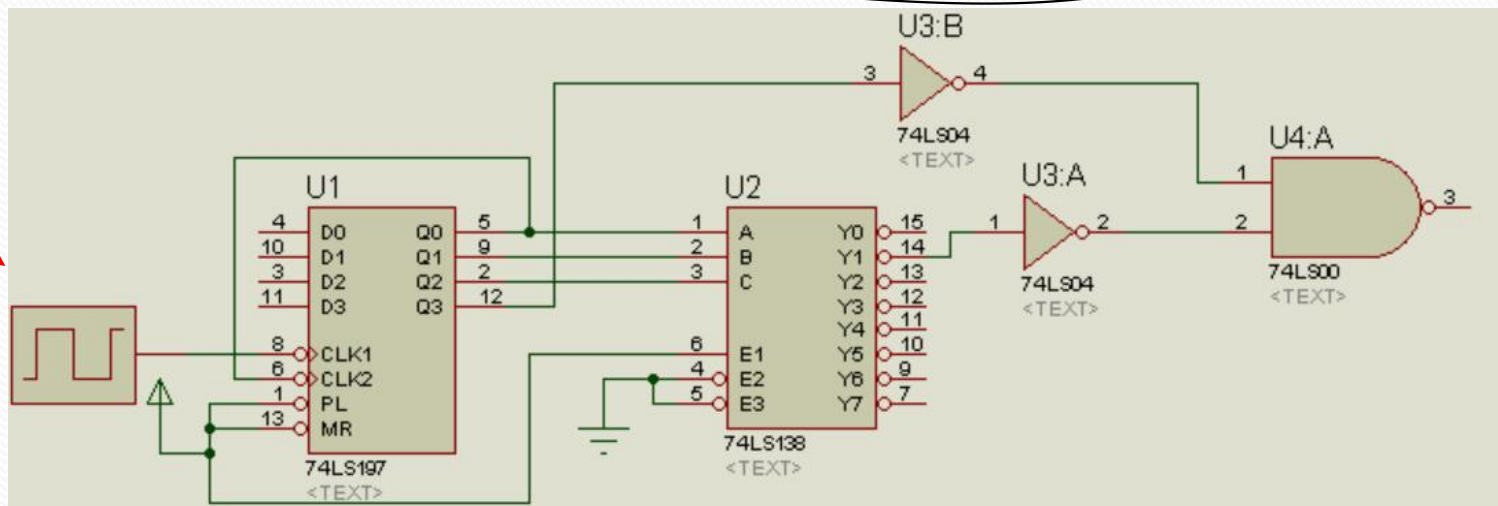 U3:B
3 4
74LS04
<TEXT>
U4:A
1
3
2
74LS00
<TEXT>
U3:A
1 2
74LS04
<TEXT>
U1
4 D0 Q0 5
10 D1 Q1 9
3 D2 Q2 2
11 D3 Q3 12
8 CLK1
6 CLK2
1 PL
13 MR
74LS197
<TEXT>
U2
1 A Y0 15
2 B Y1 14
3 C Y2 13
Y3 12
Y4 11
6 E1 Y5 10
4 E2 Y6 9
5 E3 Y7 7
74LS138
<TEXT>